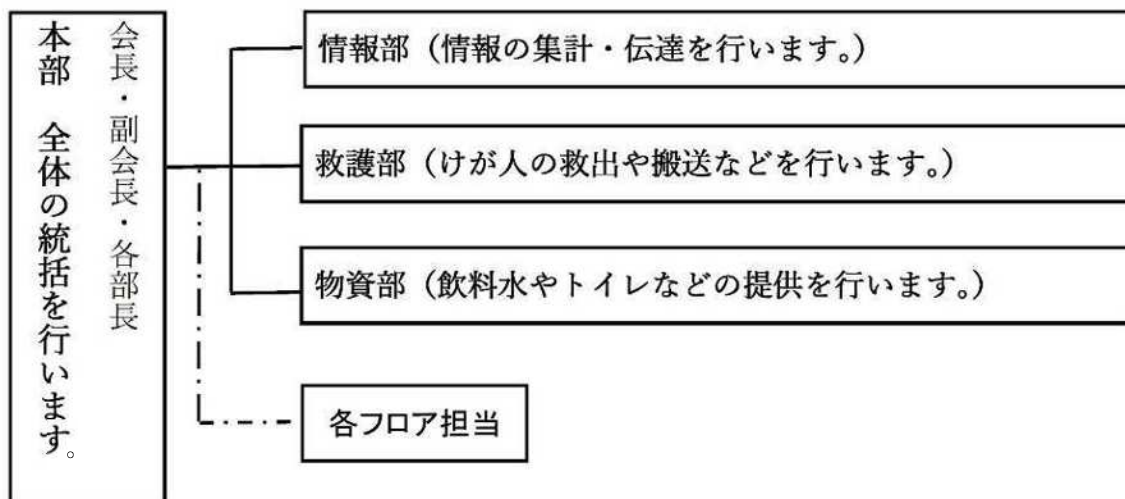 会長・副会長・各部長
本部　全体の統括を行います。
情報部（情報の集計・伝達を行います。）
救護部（けが人の救出や搬送などを行います。）
物資部（飲料水やトイレなどの提供を行います。）
各フロア担当